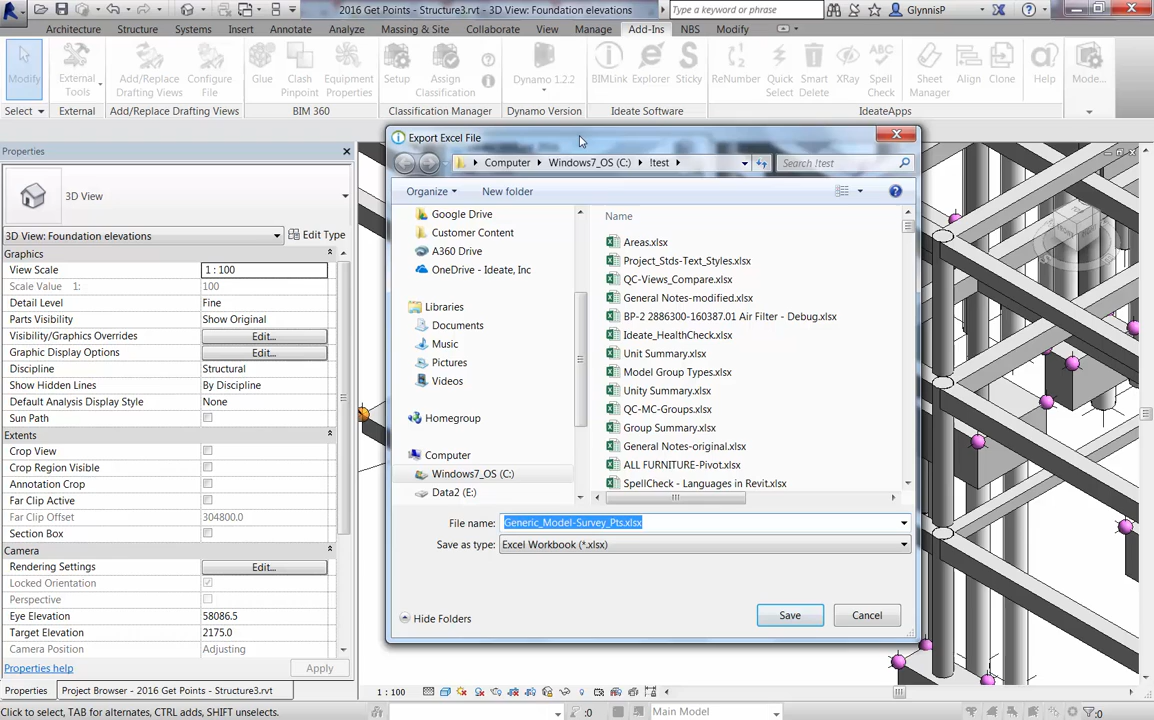 2016 Get Points - Structure3.rvt - 3D View: Foundation elevations
Type a keyword or phrase
GlynnisP
Architecture Structure Systems Insert Annotate Analyze Massing & Site Collaborate View Manage Add-Ins NBS Modify
Modify
External
Tools
Add/Replace
Drafting Views
Configure
File
Glue
Clash
Pinpoint
Equipment
Properties
Setup
Assign
Classification
Dynamo 1.2.2
BIMLink
Explorer
Sticky
ReNumber
Quick
Select
Smart
Delete
XRay
Spell
Check
Sheet
Manager
Align
Clone
Help
Mode...
Select
External
Add/Replace Drafting Views
BIM 360
Classification Manager
Dynamo Version
Ideate Software
IdeateApps
Properties
3D View
3D View: Foundation elevations
Edit Type
Graphics
View Scale 1 : 100
Scale Value 1: 100
Detail Level Fine
Parts Visibility Show Original
Visibility/Graphics Overrides Edit...
Graphic Display Options Edit...
Discipline Structural
Show Hidden Lines By Discipline
Default Analysis Display Style None
Sun Path
Extents
Crop View
Crop Region Visible
Annotation Crop
Far Clip Active
Far Clip Offset 304800.0
Section Box
Camera
Rendering Settings Edit...
Locked Orientation
Perspective
Eye Elevation 58086.5
Target Elevation 2175.0
Camera Position Adjusting
Properties help
Apply
Properties
Project Browser - 2016 Get Points - Structure3.rvt
Export Excel File
Computer
Windows7_OS (C:)
!test
Search !test
Organize
New folder
Google Drive
Customer Content
A360 Drive
OneDrive - Ideate, Inc
Libraries
Documents
Music
Pictures
Videos
Homegroup
Computer
Windows7_OS (C:)
Data2 (E:)
Name
Areas.xlsx
Project_Stds-Text_Styles.xlsx
QC-Views_Compare.xlsx
General Notes-modified.xlsx
BP-2 2886300-160387.01 Air Filter - Debug.xlsx
Ideate_HealthCheck.xlsx
Unit Summary.xlsx
Model Group Types.xlsx
Unity Summary.xlsx
QC-MC-Groups.xlsx
Group Summary.xlsx
General Notes-original.xlsx
ALL FURNITURE-Pivot.xlsx
SpellCheck - Languages in Revit.xlsx
File name: Generic_Model-Survey_Pts.xlsx
Save as type: Excel Workbook (*.xlsx)
Hide Folders
Save
Cancel
1 : 100
Click to select, TAB for alternates, CTRL adds, SHIFT unselects.
:0
Main Model
:0